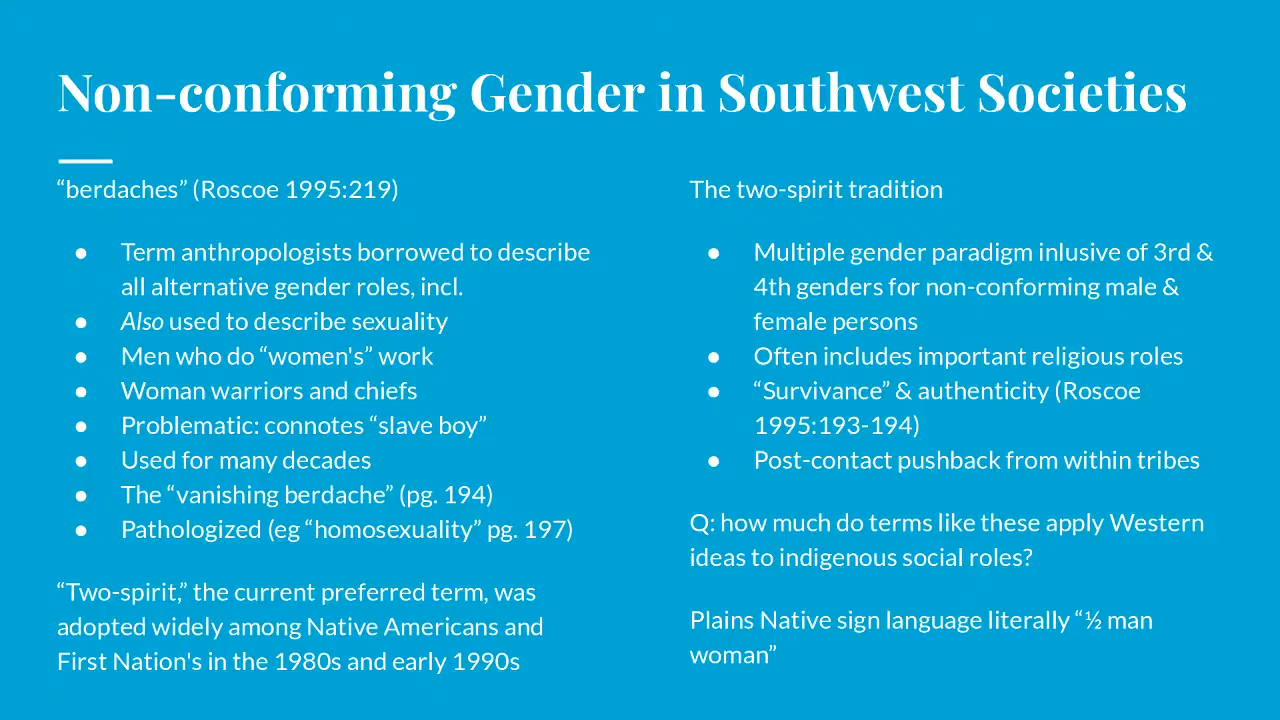 Non-conforming Gender in Southwest Societies
“berdaches” (Roscoe 1995:219)
● Term anthropologists borrowed to describe
all alternative gender roles, incl.
● Also used to describe sexuality
● Men who do “women's” work
● Woman warriors and chiefs
● Problematic: connotes “slave boy”
● Used for many decades
● The “vanishing berdache” (pg. 194)
● Pathologized (eg “homosexuality” pg. 197)
“Two-spirit,” the current preferred term, was
adopted widely among Native Americans and
First Nation's in the 1980s and early 1990s
The two-spirit tradition
● Multiple gender paradigm inlusive of 3rd &
4th genders for non-conforming male &
female persons
● Often includes important religious roles
● “Survivance” & authenticity (Roscoe
1995:193-194)
● Post-contact pushback from within tribes
Q: how much do terms like these apply Western
ideas to indigenous social roles?
Plains Native sign language literally “½ man
woman”